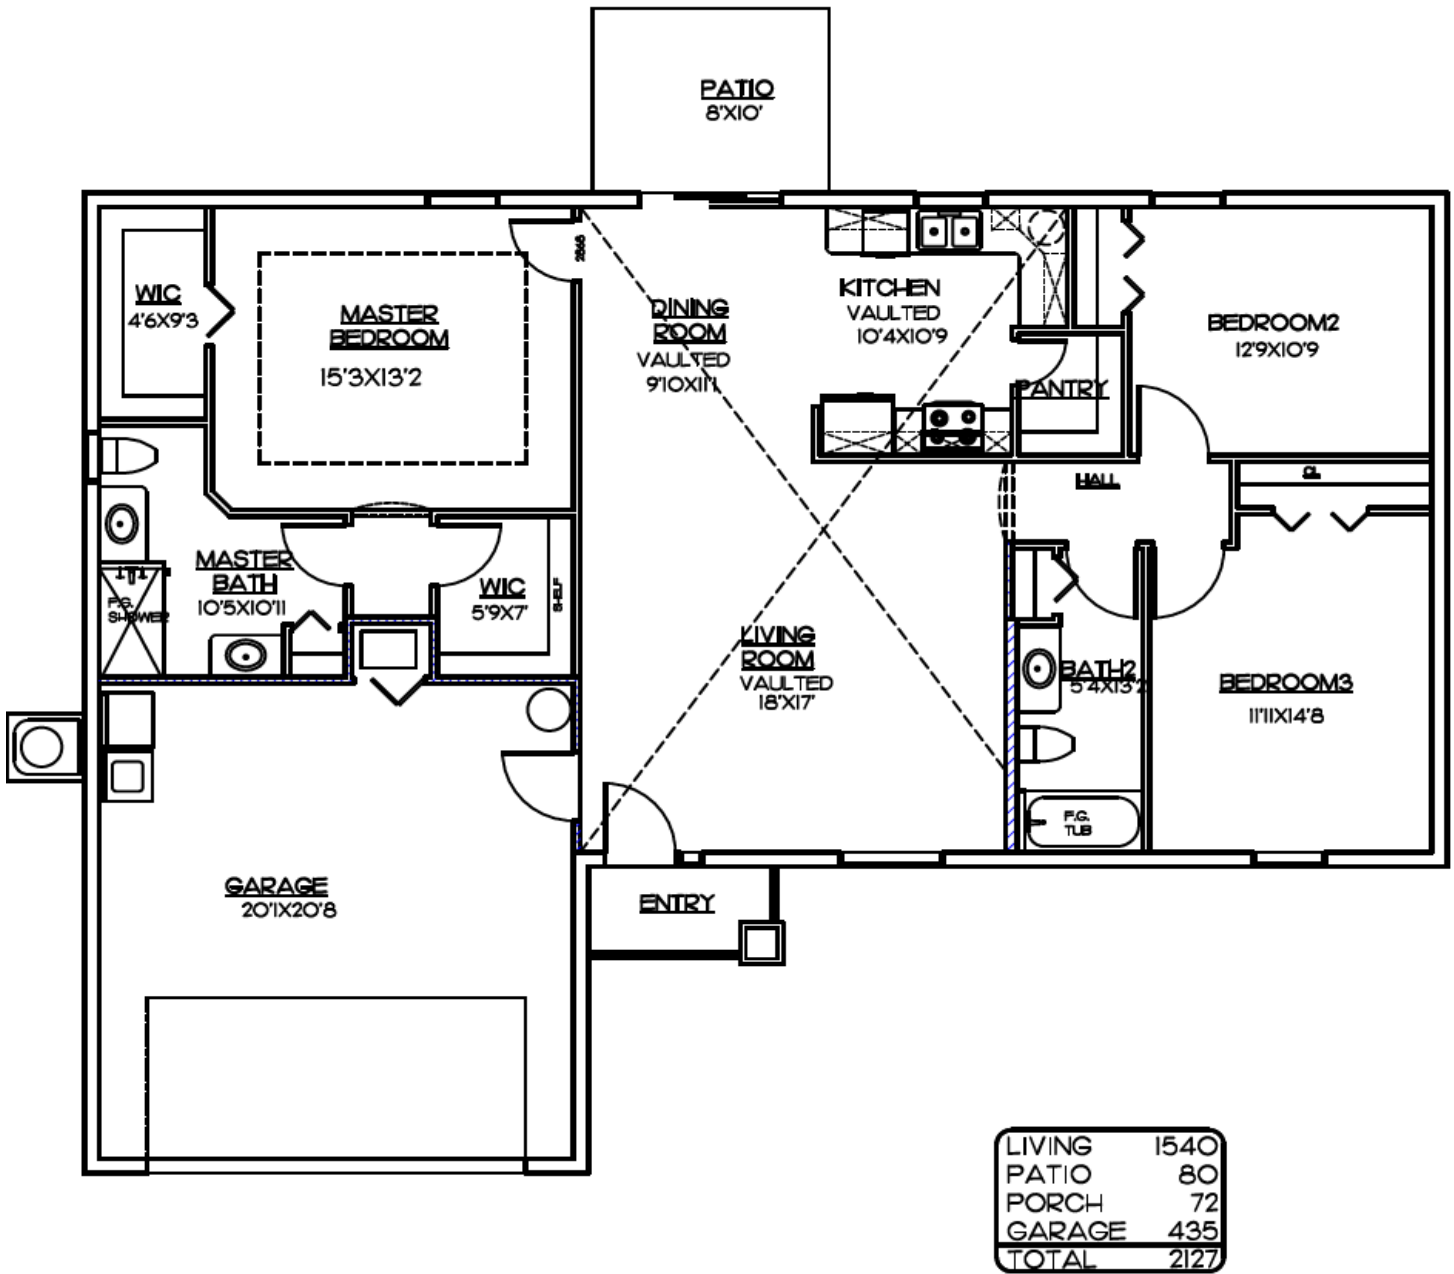 PATIO
8'X10'
WIC
4'6X9'3
MASTER
BEDROOM
15'3X13'2
2868
DINING
ROOM
VAULTED
9'10X11'1
KITCHEN
VAULTED
10'4X10'9
PANTRY
BEDROOM2
12'9X10'9
HALL
CL
MASTER
BATH
10'5X10'11
F.G.
SHOWER
WIC
5'9X7'
SHELF
LIVING
ROOM
VAULTED
18'X17'
BATH2
5'4X13'2
BEDROOM3
11'11X14'8
F.G.
TUB
GARAGE
20'1X20'8
ENTRY
LIVING 1540
PATIO 80
PORCH 72
GARAGE 435
TOTAL 2127